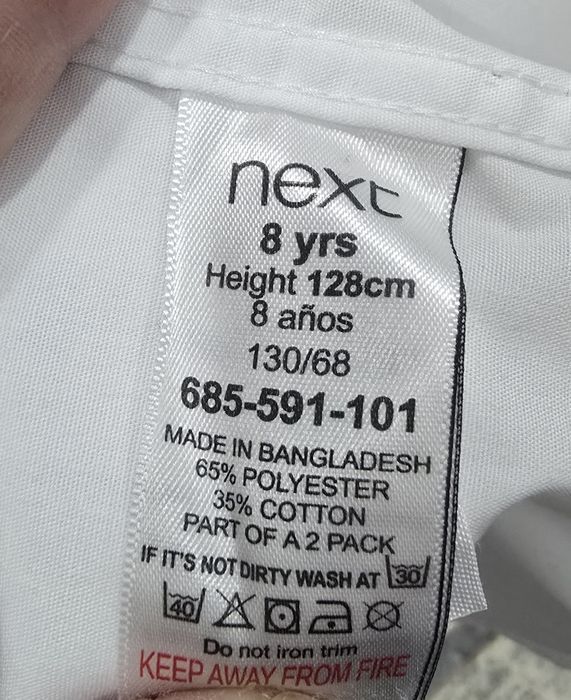 next
8 yrs
Height 128cm
8 años
130/68
685-591-101
MADE IN BANGLADESH
65% POLYESTER
35% COTTON
PART OF A 2 PACK
IF IT'S NOT DIRTY WASH AT 30
40
Do not iron trim
KEEP AWAY FROM FIRE